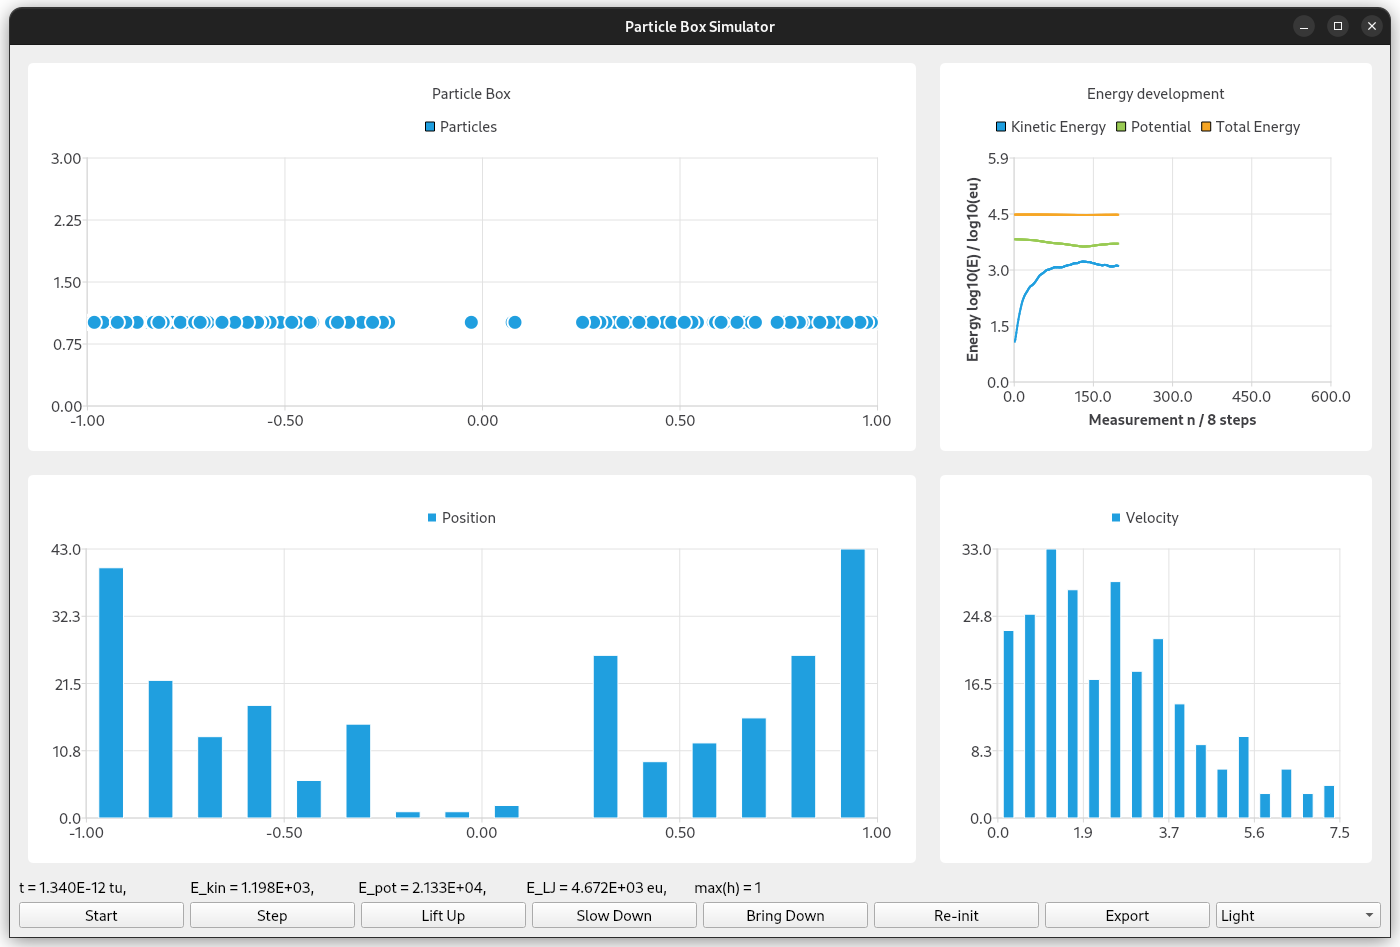 Particle Box Simulator
Particle Box
Particles
3.00
2.25
1.50
0.75
0.00
-1.00 -0.50 0.00 0.50 1.00
Energy development
Kinetic Energy Potential Total Energy
Energy log10(E) / log10(eu)
5.9
4.5
3.0
1.5
0.0
0.0 150.0 300.0 450.0 600.0
Measurement n / 8 steps
Position
43.0
32.3
21.5
10.8
0.0
-1.00 -0.50 0.00 0.50 1.00
Velocity
33.0
24.8
16.5
8.3
0.0
0.0 1.9 3.7 5.6 7.5
t = 1.340E-12 tu, E_kin = 1.198E+03, E_pot = 2.133E+04, E_LJ = 4.672E+03 eu, max(h) = 1
Start Step Lift Up Slow Down Bring Down Re-init Export Light